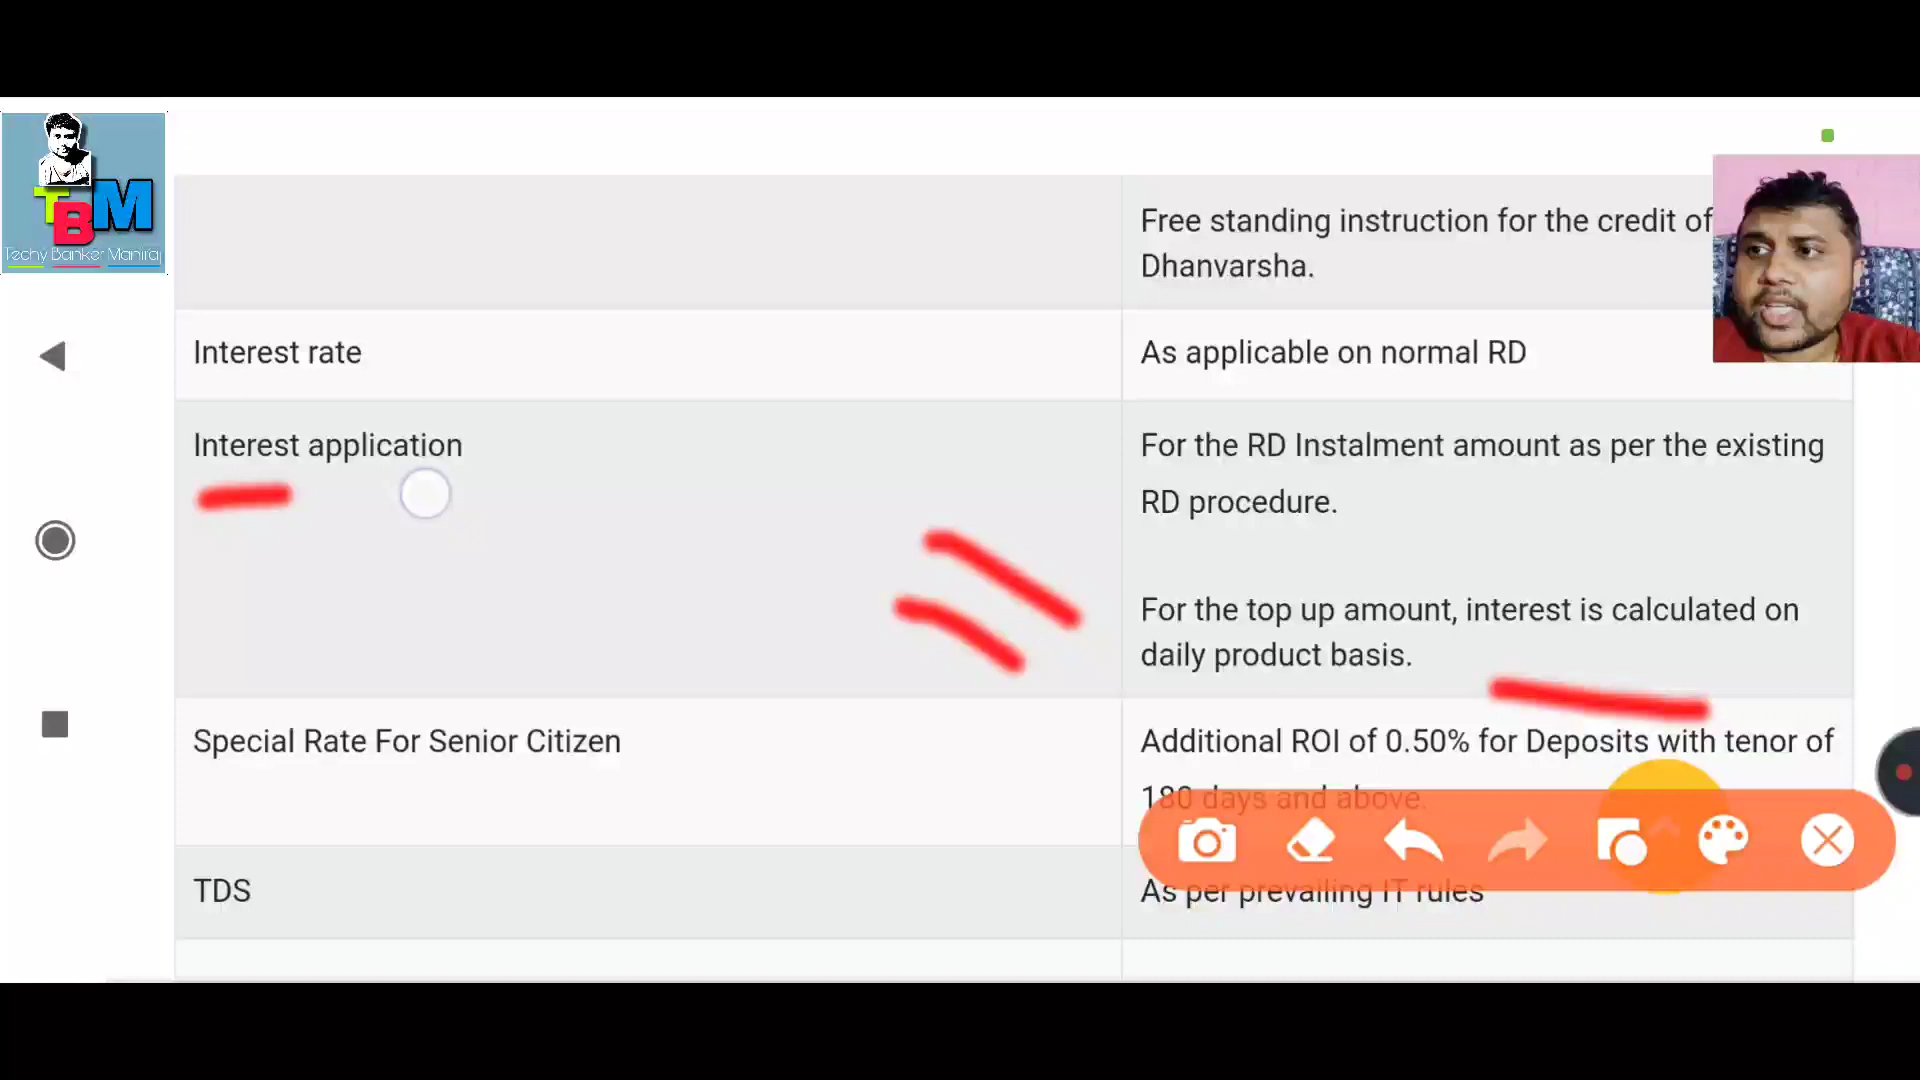 TBM
Techy Banker Maniraj
Free standing instruction for the credit of
Dhanvarsha.
Interest rate
As applicable on normal RD
Interest application
For the RD Instalment amount as per the existing
RD procedure.
For the top up amount, interest is calculated on
daily product basis.
Special Rate For Senior Citizen
Additional ROI of 0.50% for Deposits with tenor of
180 days and above.
TDS
As per prevailing IT rules